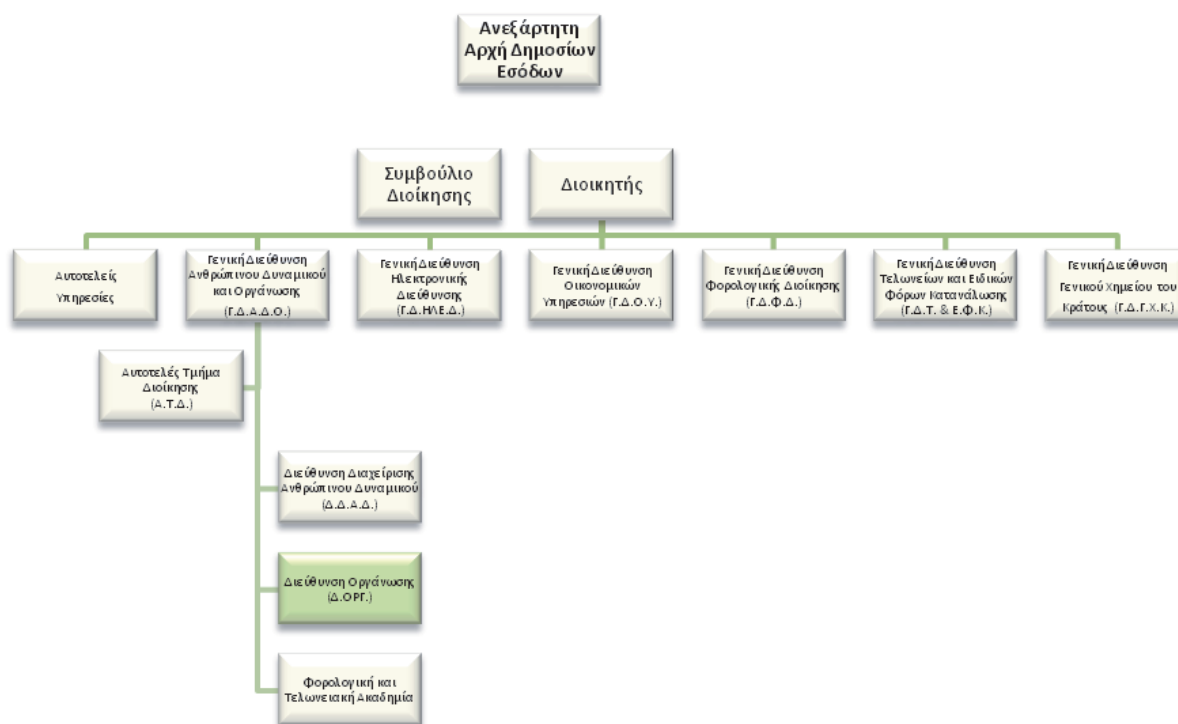 Ανεξάρτητη
Αρχή Δημοσίων
Εσόδων
Συμβούλιο
Διοίκησης
Διοικητής
Αυτοτελείς
Υπηρεσίες
Γενική Διεύθυνση
Ανθρώπινου Δυναμικού
και Οργάνωσης
(Γ.Δ.Α.Δ.Ο.)
Γενική Διεύθυνση
Ηλεκτρονικής
Διεύθυνσης
(Γ.Δ.ΗΛΕ.Δ.)
Γενική Διεύθυνση
Οικονομικών
Υπηρεσιών (Γ.Δ.Ο.Υ.)
Γενική Διεύθυνση
Φορολογικής Διοίκησης
(Γ.Δ.Φ.Δ.)
Γενική Διεύθυνση
Τελωνείων και Ειδικών
Φόρων Κατανάλωσης
(Γ.Δ.Τ. & Ε.Φ.Κ.)
Γενική Διεύθυνση
Γενικού Χημείου του
Κράτους (Γ.Δ.Γ.Χ.Κ.)
Αυτοτελές Τμήμα
Διοίκησης
(Α.Τ.Δ.)
Διεύθυνση Διαχείρισης
Ανθρώπινου Δυναμικού
(Δ.Δ.Α.Δ.)
Διεύθυνση Οργάνωσης
(Δ.ΟΡΓ.)
Φορολογική και
Τελωνειακή Ακαδημία